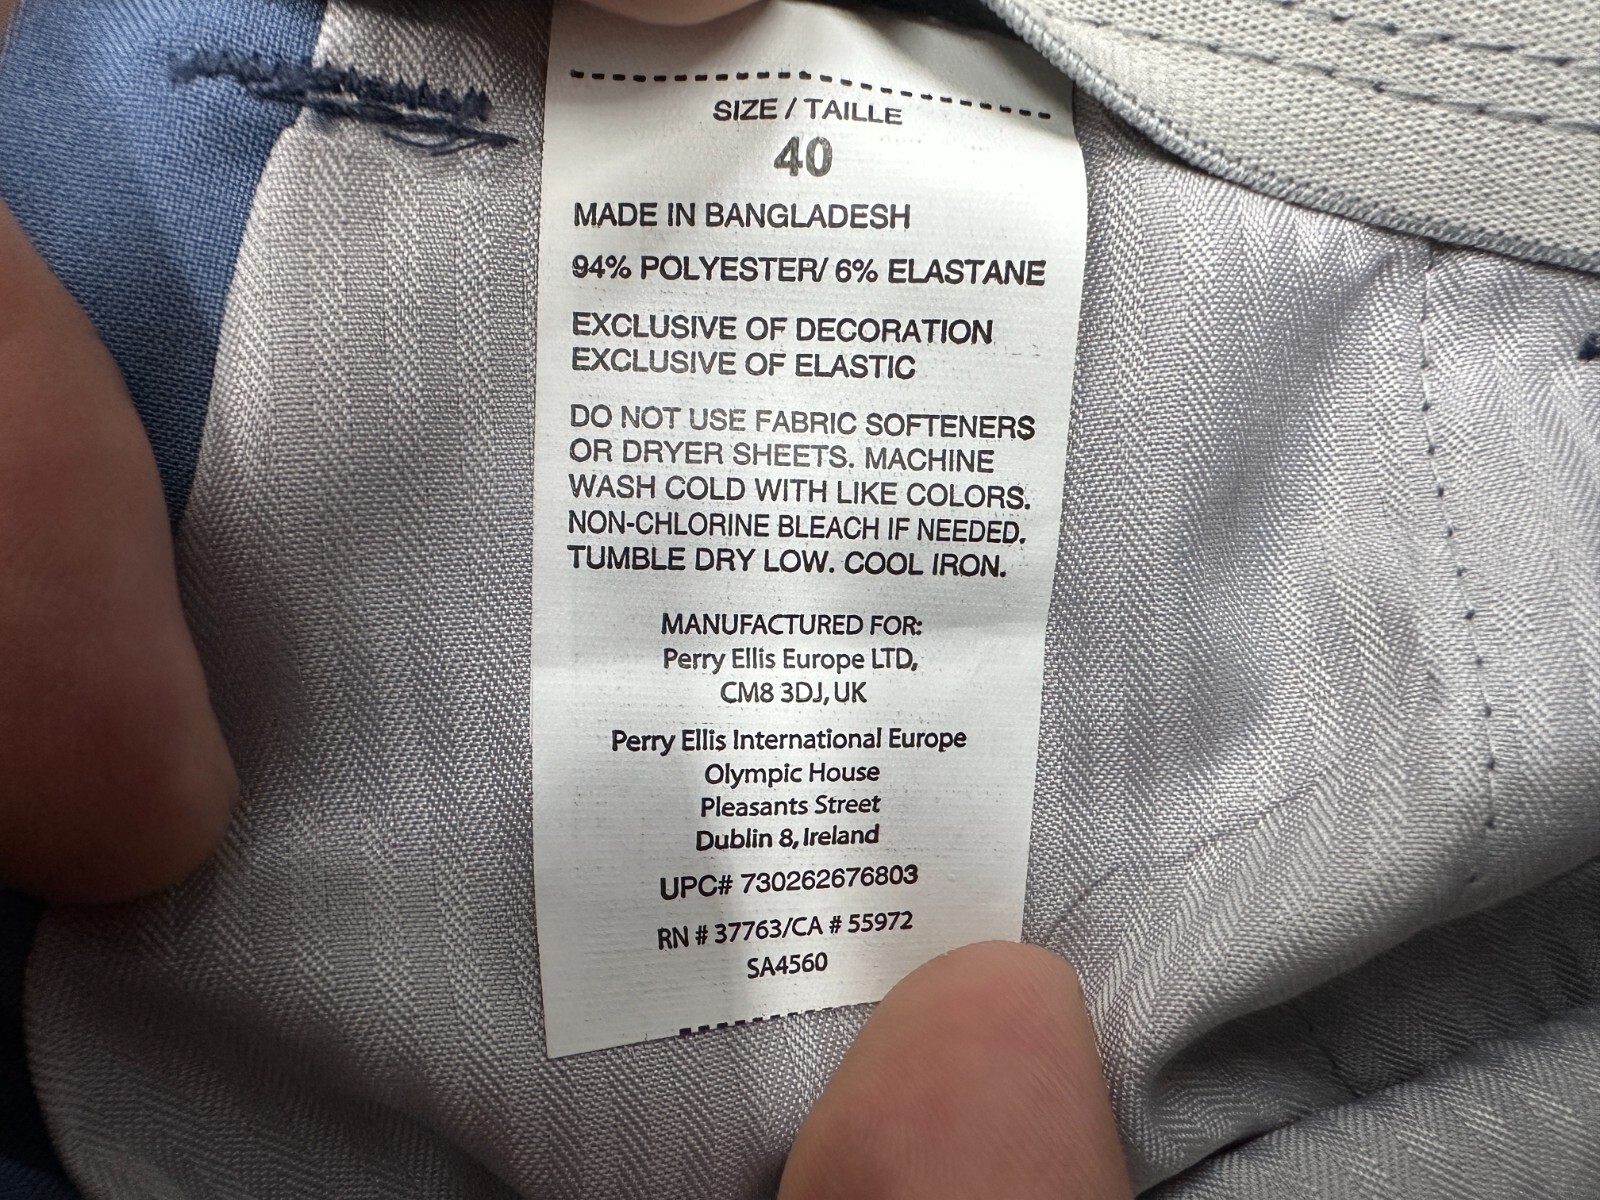 SIZE / TAILLE
40
MADE IN BANGLADESH
94% POLYESTER/ 6% ELASTANE
EXCLUSIVE OF DECORATION
EXCLUSIVE OF ELASTIC
DO NOT USE FABRIC SOFTENERS
OR DRYER SHEETS. MACHINE
WASH COLD WITH LIKE COLORS.
NON-CHLORINE BLEACH IF NEEDED.
TUMBLE DRY LOW. COOL IRON.
MANUFACTURED FOR:
Perry Ellis Europe LTD,
CM8 3DJ, UK
Perry Ellis International Europe
Olympic House
Pleasants Street
Dublin 8, Ireland
UPC# 730262676803
RN # 37763/CA # 55972
SA4560